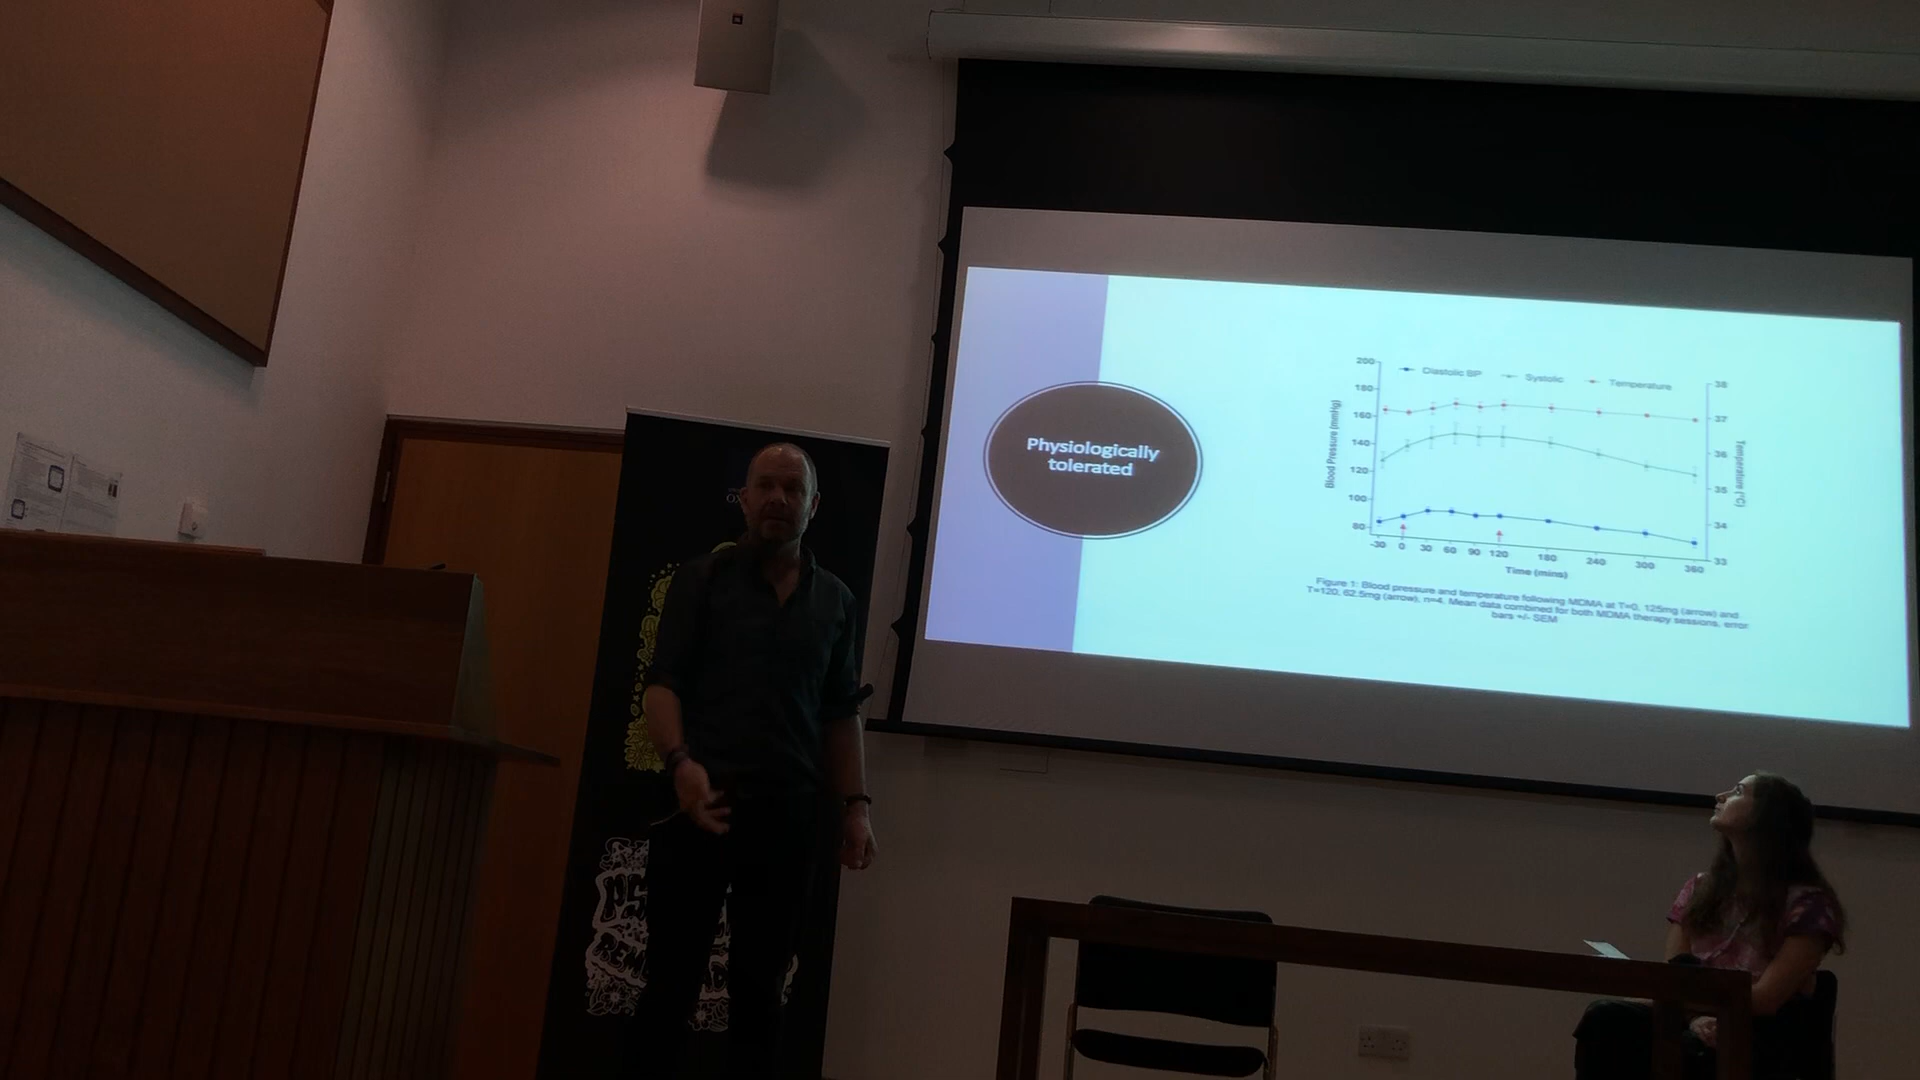 Physiologically
tolerated
Diastolic BP
Systolic
Temperature
200
180
160
140
120
100
80
Blood Pressure (mmHg)
38
37
36
35
34
33
Temperature (°C)
-30 0 30 60 90 120 180 240 300 360
Time (mins)
Figure 1: Blood pressure and temperature following MDMA at T=0, 125mg (arrow) and
T=120, 62.5mg (arrow), n=4. Mean data combined for both MDMA therapy sessions, error
bars +/- SEM
OX
PS
REM